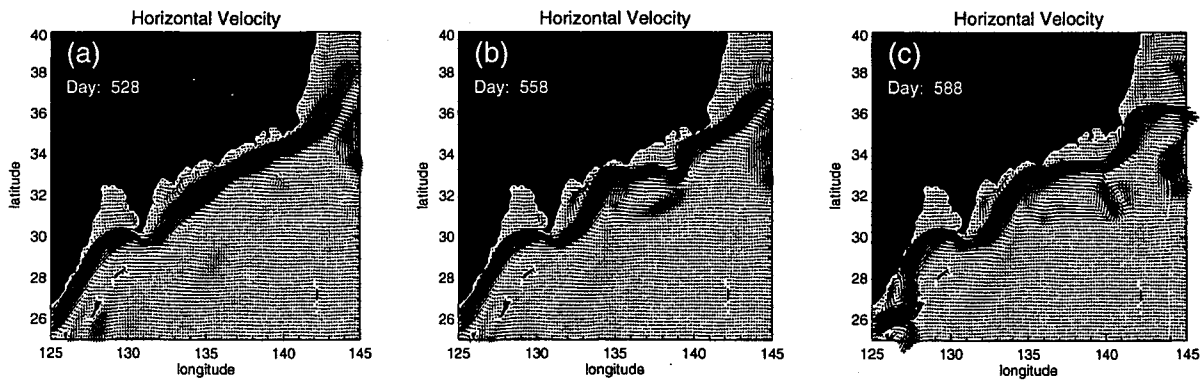 Horizontal Velocity
(a)
Day: 528
40
38
36
34
32
30
28
26
latitude
125 130 135 140 145
longitude
Horizontal Velocity
(b)
Day: 558
40
38
36
34
32
30
28
26
latitude
125 130 135 140 145
longitude
Horizontal Velocity
(c)
Day: 588
40
38
36
34
32
30
28
26
latitude
125 130 135 140 145
longitude